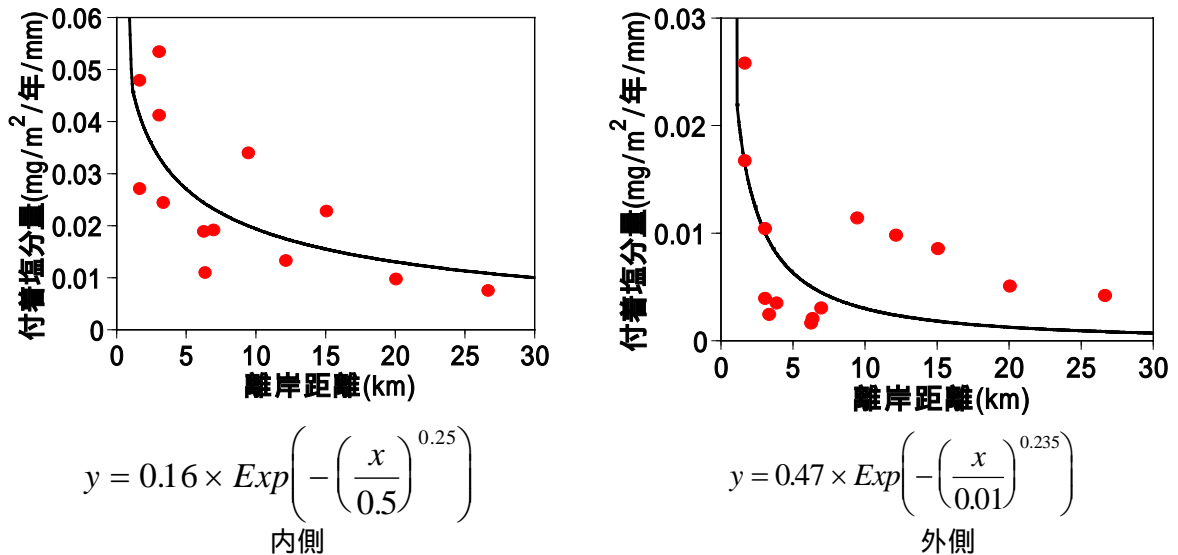 付着塩分量(mg/m²/年/mm)
0.06
0.05
0.04
0.03
0.02
0.01
0
0 5 10 15 20 25 30
離岸距離(km)
y = 0.16 × Exp(−(x/0.5)^0.25)
内側
付着塩分量(mg/m²/年/mm)
0.03
0.02
0.01
0
0 5 10 15 20 25 30
離岸距離(km)
y = 0.47 × Exp(−(x/0.01)^0.235)
外側